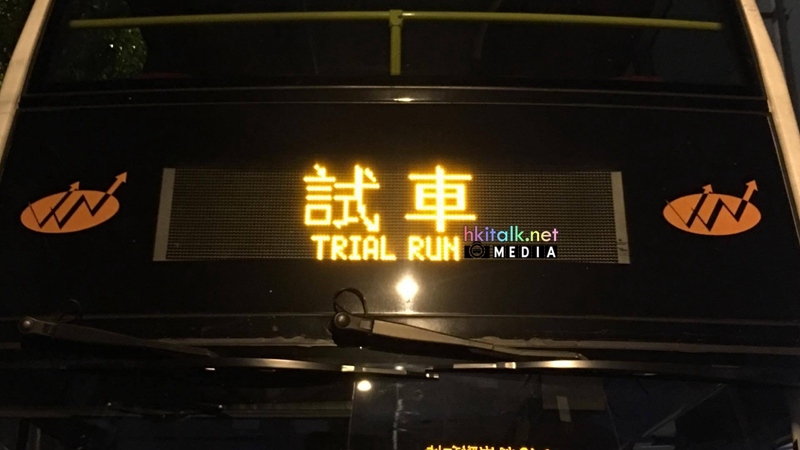 試車
TRIAL RUN
hkitalk.net
MEDIA